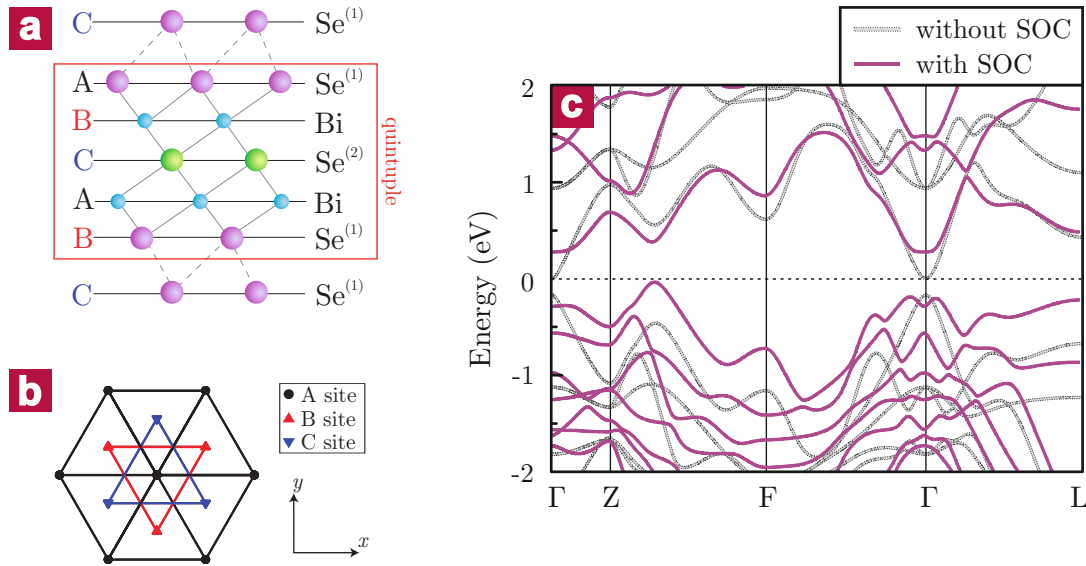 a
C Se(1)
A Se(1)
B Bi
C Se(2)
A Bi
B Se(1)
C Se(1)
quintuple
b
A site
B site
C site
y
x
without SOC
with SOC
c
Energy (eV)
2
1
0
-1
-2
Γ Z F Γ L